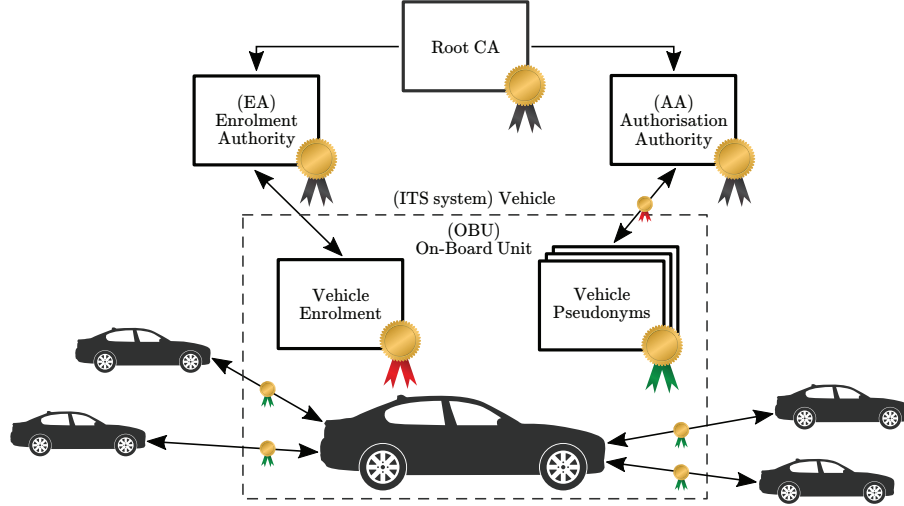 Root CA
(EA)
Enrolment
Authority
(AA)
Authorisation
Authority
(ITS system) Vehicle
(OBU)
On-Board Unit
Vehicle
Enrolment
Vehicle
Pseudonyms